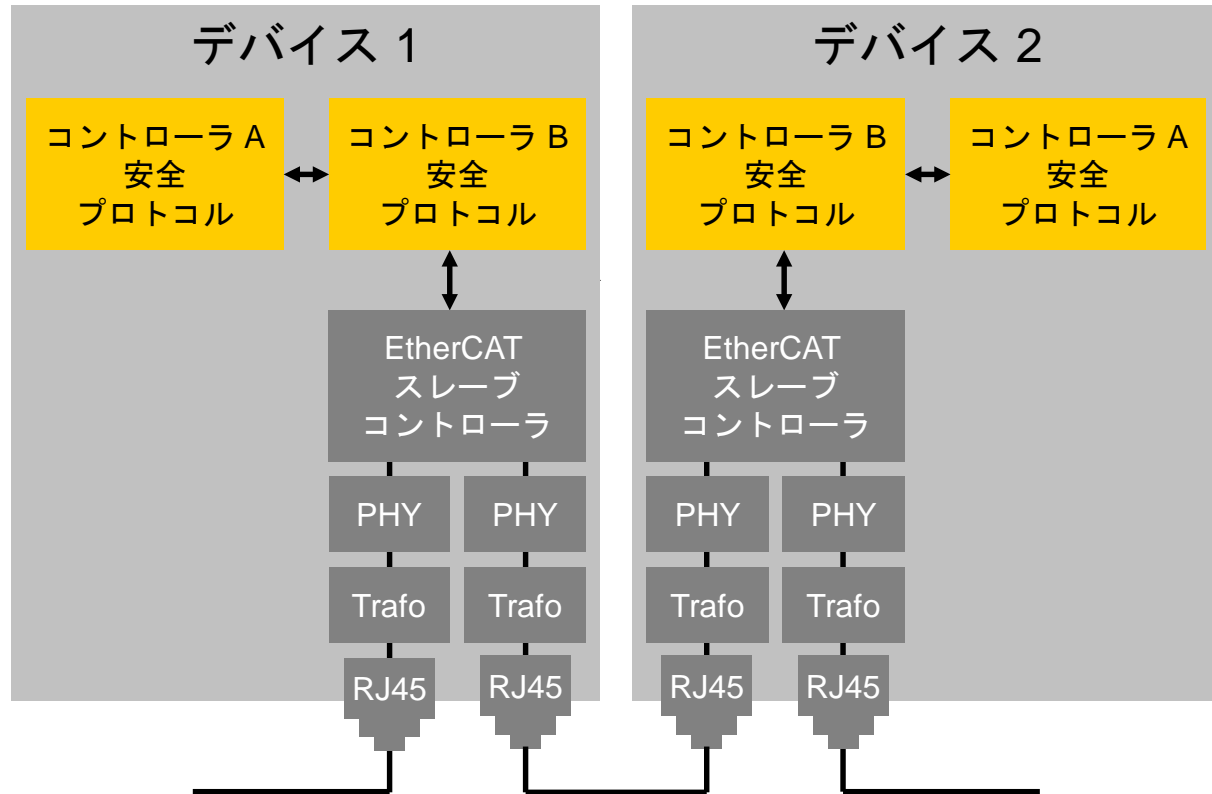 デバイス 1
コントローラ A
安全
プロトコル
コントローラ B
安全
プロトコル
EtherCAT
スレーブ
コントローラ
PHY
PHY
Trafo
Trafo
RJ45
RJ45
デバイス 2
コントローラ B
安全
プロトコル
コントローラ A
安全
プロトコル
EtherCAT
スレーブ
コントローラ
PHY
PHY
Trafo
Trafo
RJ45
RJ45